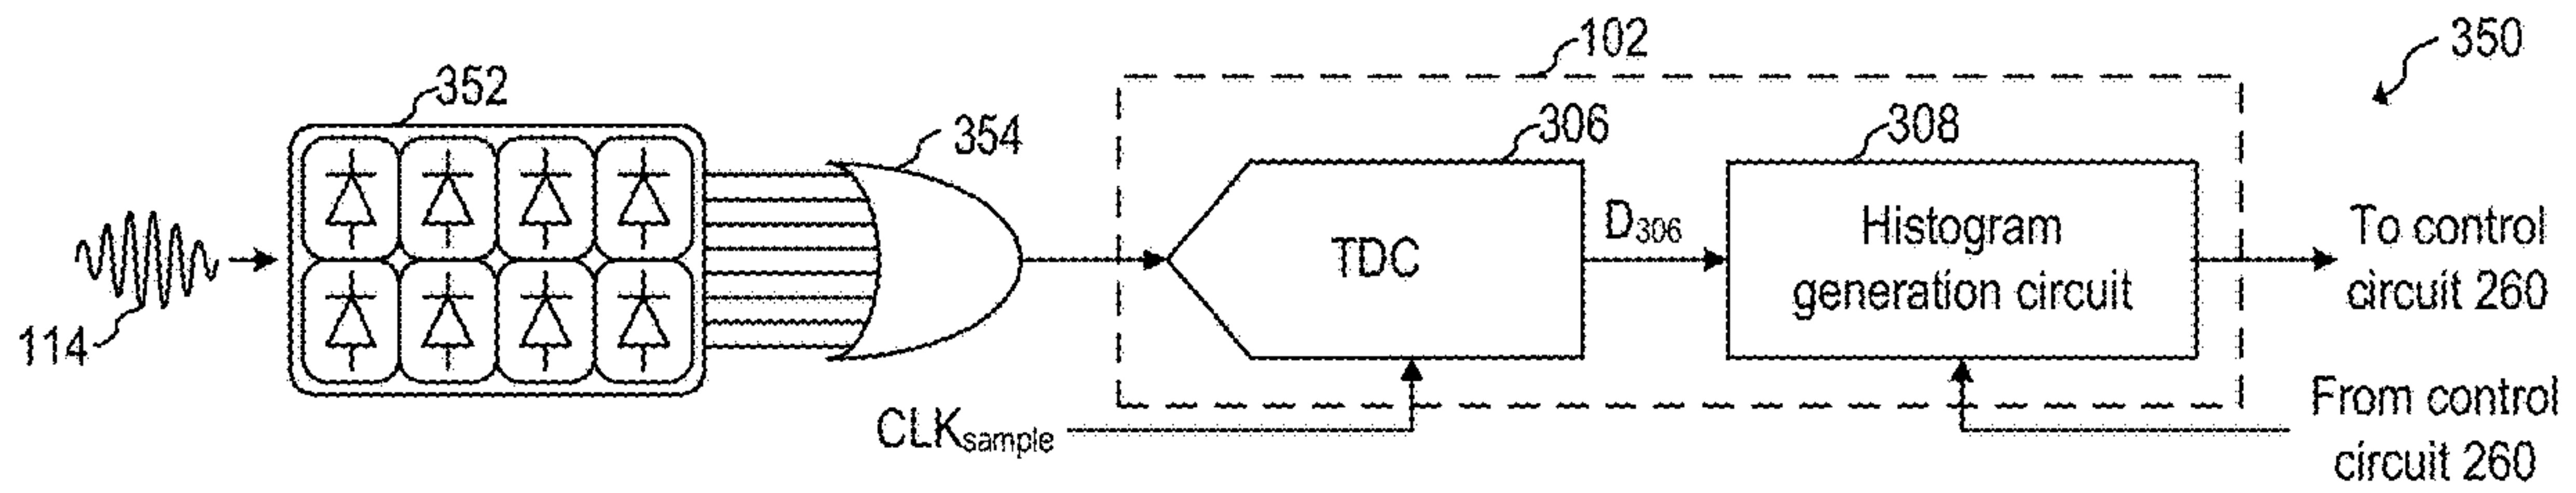 102
350
352
354
306
308
114
TDC
D306
Histogram
generation circuit
To control
circuit 260
CLKsample
From control
circuit 260